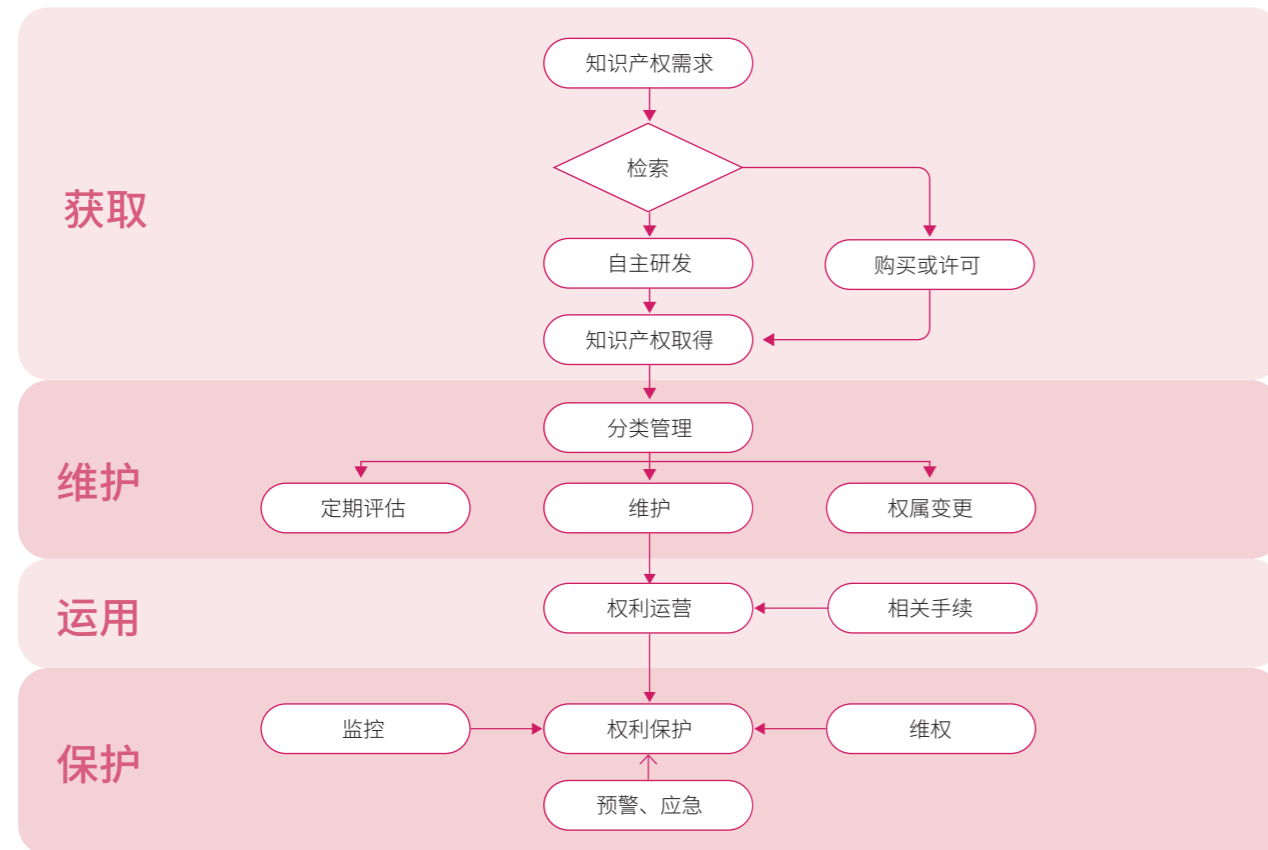 知识产权需求
检索
获取
自主研发
购买或许可
知识产权取得
分类管理
维护
定期评估
维护
权属变更
运用
权利运营
相关手续
监控
权利保护
维权
保护
预警、应急